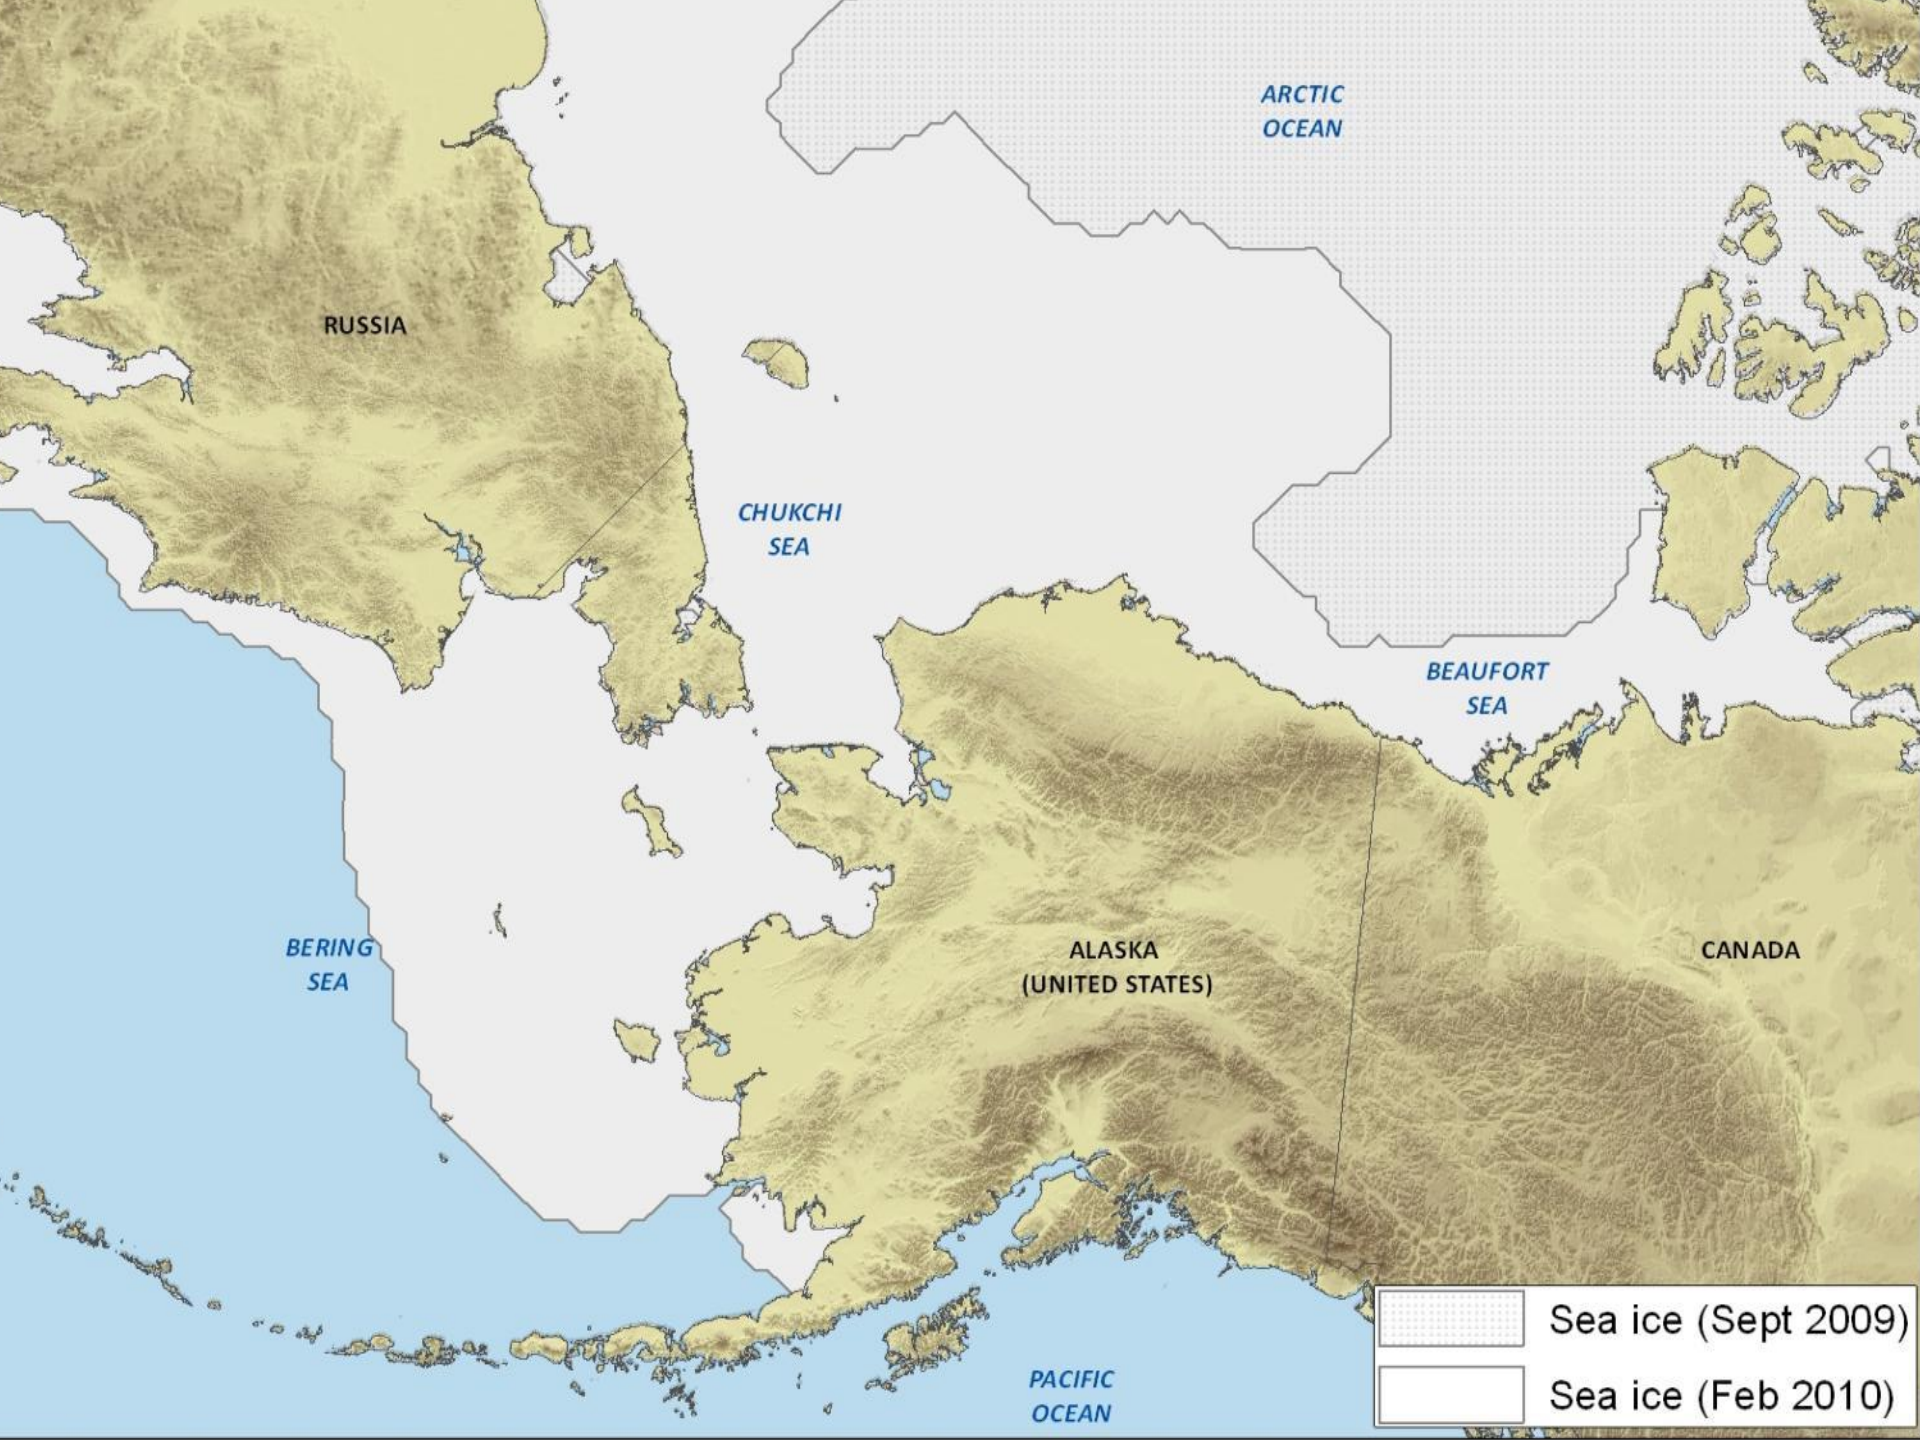 ARCTIC
OCEAN
RUSSIA
CHUKCHI
SEA
BEAUFORT
SEA
BERING
SEA
ALASKA
(UNITED STATES)
CANADA
PACIFIC
OCEAN
Sea ice (Sept 2009)
Sea ice (Feb 2010)